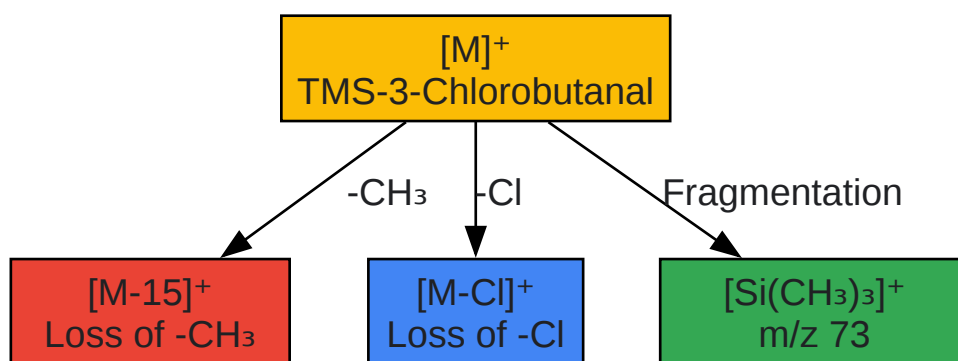 [M]⁺
TMS-3-Chlorobutanal
-CH₃
-Cl
Fragmentation
[M-15]⁺
Loss of -CH₃
[M-Cl]⁺
Loss of -Cl
[Si(CH₃)₃]⁺
m/z 73